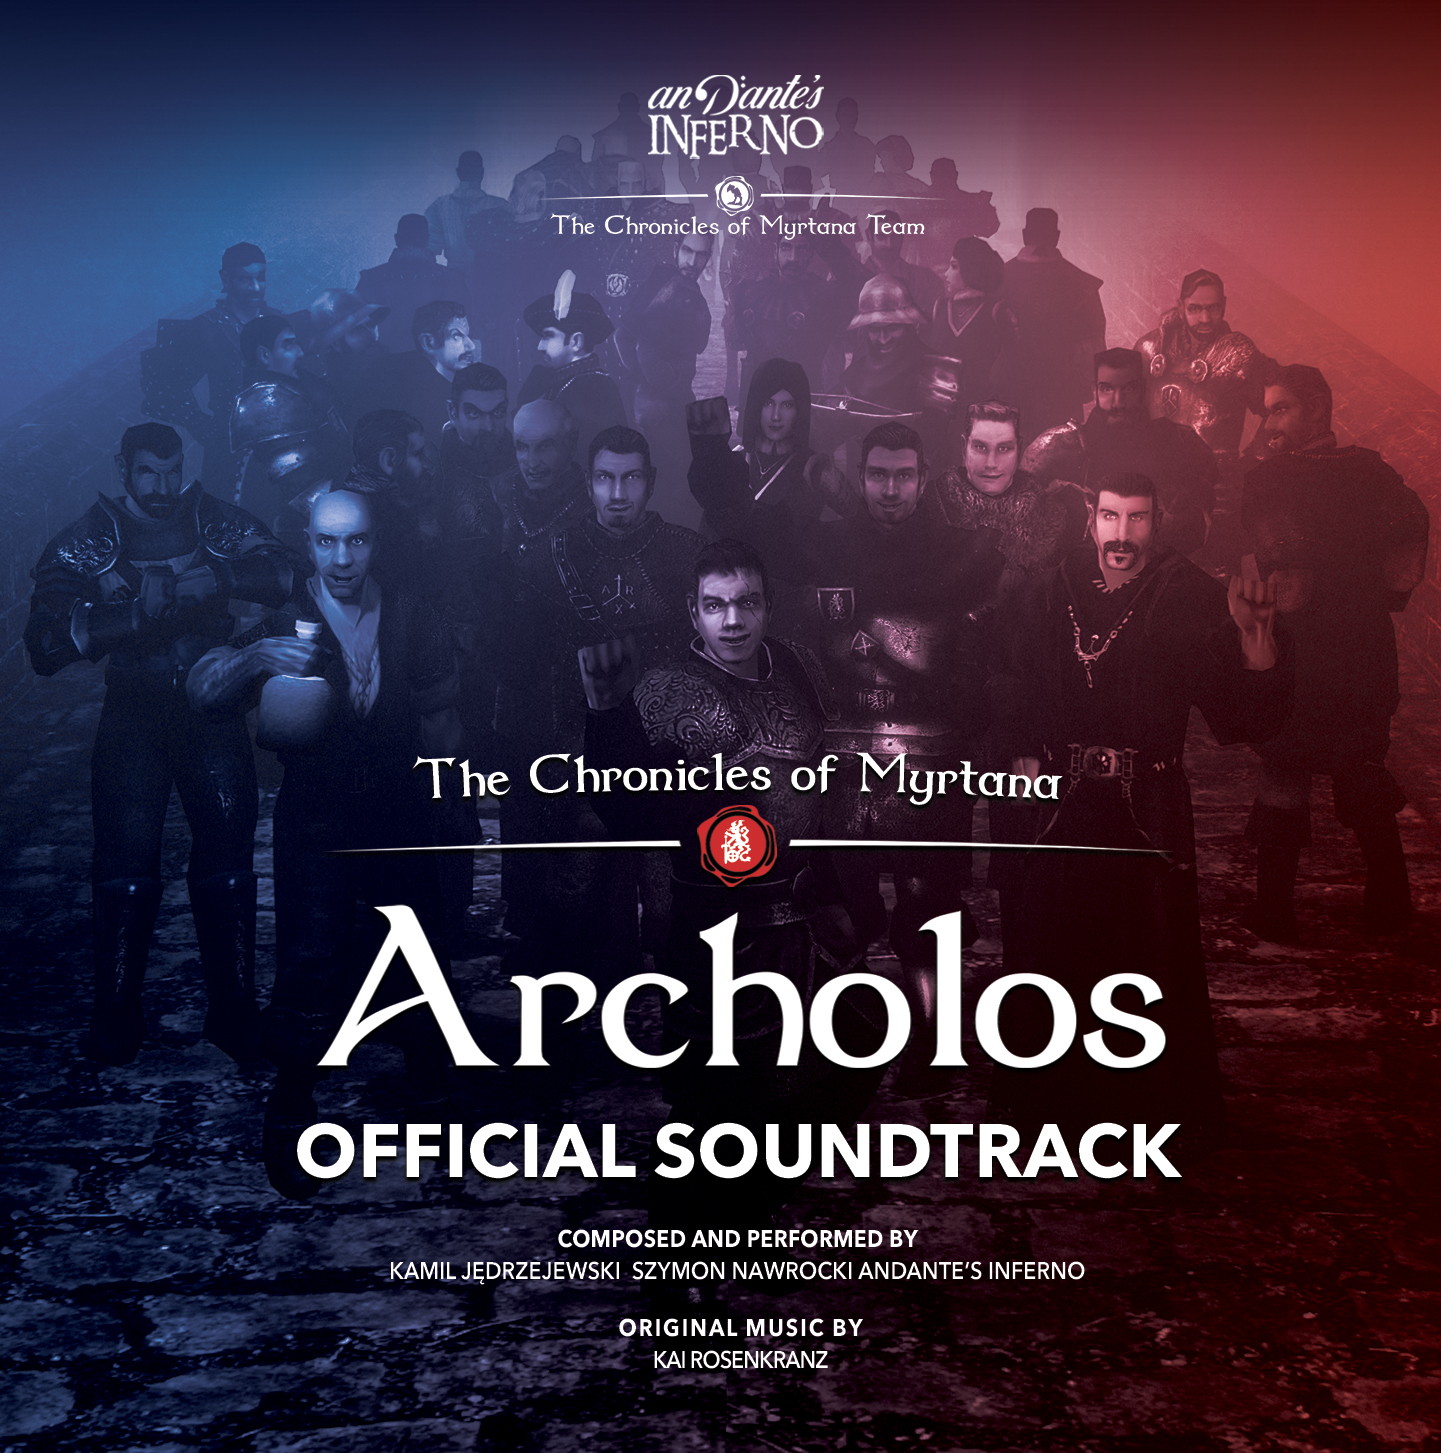 anDante's
INFERNO
The Chronicles of Myrtana Team
A R
X
The Chronicles of Myrtana
Archolos
OFFICIAL SOUNDTRACK
COMPOSED AND PERFORMED BY
KAMIL JĘDRZEJEWSKI SZYMON NAWROCKI ANDANTE'S INFERNO
ORIGINAL MUSIC BY
KAI ROSENKRANZ